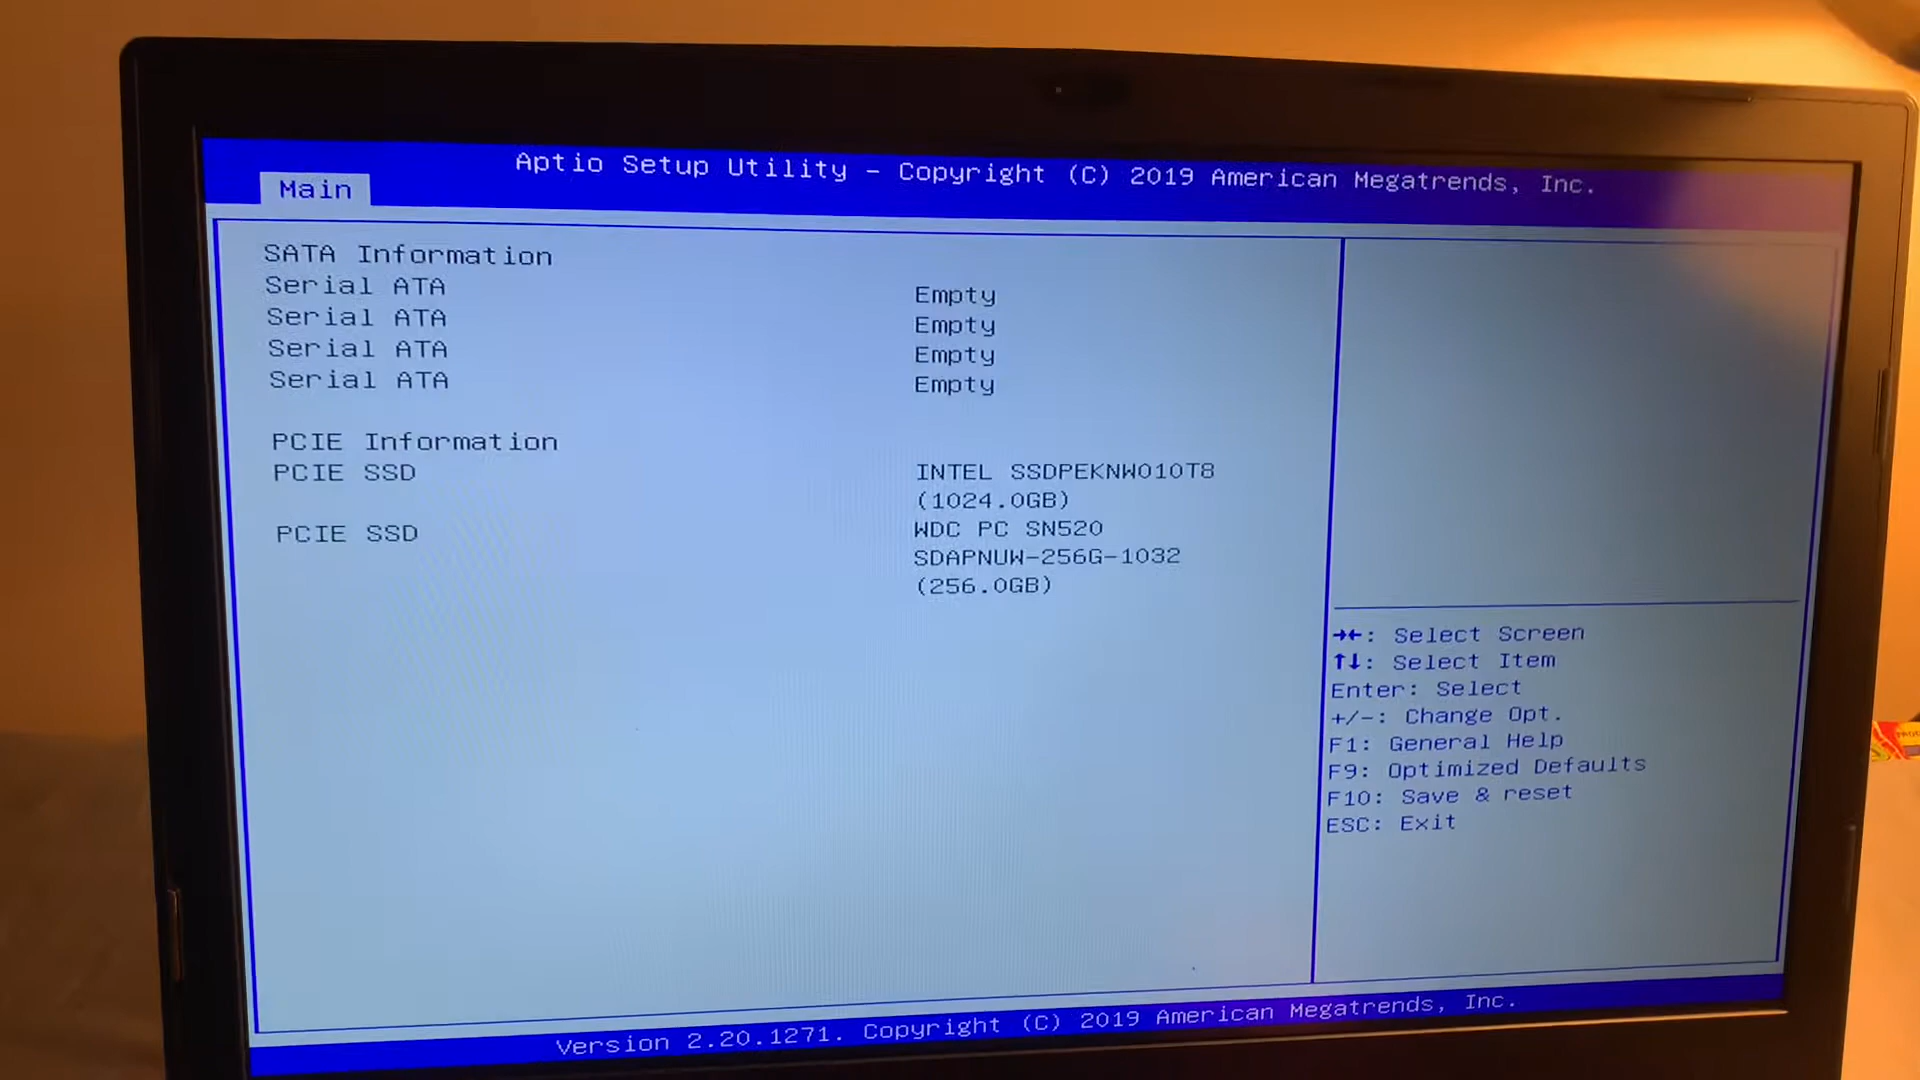 Aptio Setup Utility - Copyright (C) 2019 American Megatrends, Inc.
Main
SATA Information
Serial ATA Empty
Serial ATA Empty
Serial ATA Empty
Serial ATA Empty
PCIE Information
PCIE SSD INTEL SSDPEKNW010T8
(1024.0GB)
PCIE SSD WDC PC SN520
SDAPNUW-256G-1032
(256.0GB)
→←: Select Screen
↑↓: Select Item
Enter: Select
+/-: Change Opt.
F1: General Help
F9: Optimized Defaults
F10: Save & reset
ESC: Exit
Version 2.20.1271. Copyright (C) 2019 American Megatrends, Inc.